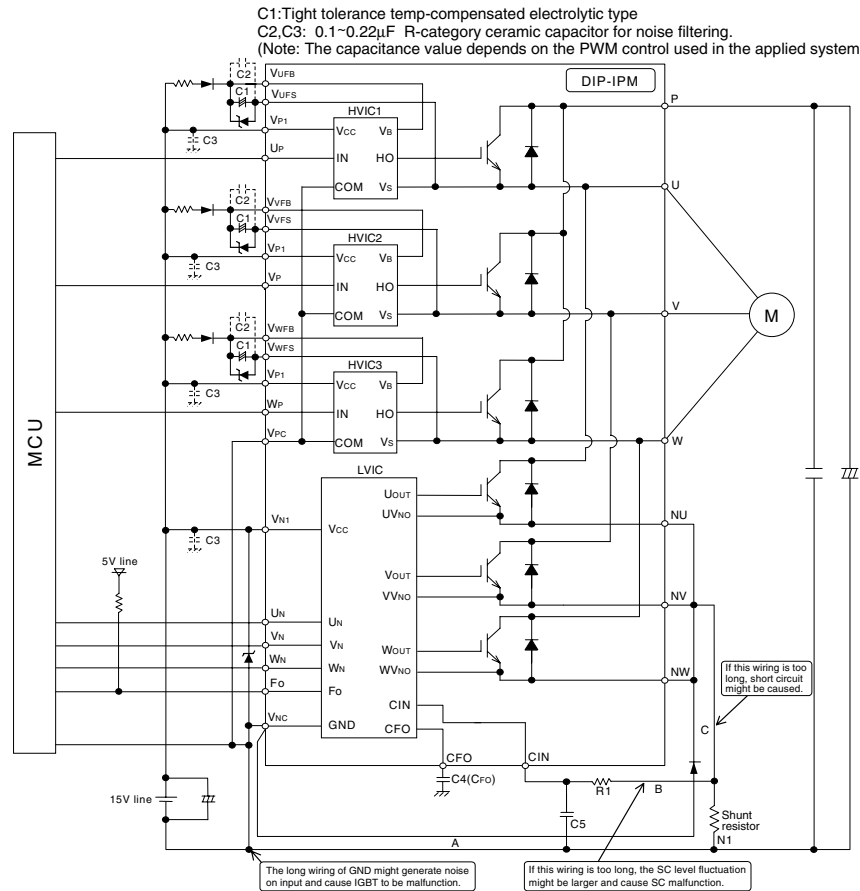 C1:Tight tolerance temp-compensated electrolytic type
C2,C3: 0.1~0.22μF R-category ceramic capacitor for noise filtering.
(Note: The capacitance value depends on the PWM control used in the applied system
DIP-IPM
C2
VUFB
C1
VUFS
P
HVIC1
VP1
C3
VCC
VB
UP
IN
HO
COM
VS
U
C2
VVFB
C1
VVFS
HVIC2
VP1
C3
VCC
VB
VP
IN
HO
COM
VS
V
M
C2
VWFB
C1
VWFS
HVIC3
VP1
C3
VCC
VB
WP
IN
HO
VPC
COM
VS
W
MCU
LVIC
UOUT
UVNO
NU
VN1
VCC
C3
5V line
VOUT
VVNO
NV
UN
UN
VN
VN
WN
WN
FO
Fo
WOUT
WVNO
NW
If this wiring is too
long, short circuit
might be caused.
CIN
VNC
GND
CFO
C
CFO
CIN
C4(CFO)
R1
B
15V line
C5
Shunt
resistor
N1
A
The long wiring of GND might generate noise
on input and cause IGBT to be malfunction.
If this wiring is too long, the SC level fluctuation
might be larger and cause SC malfunction.